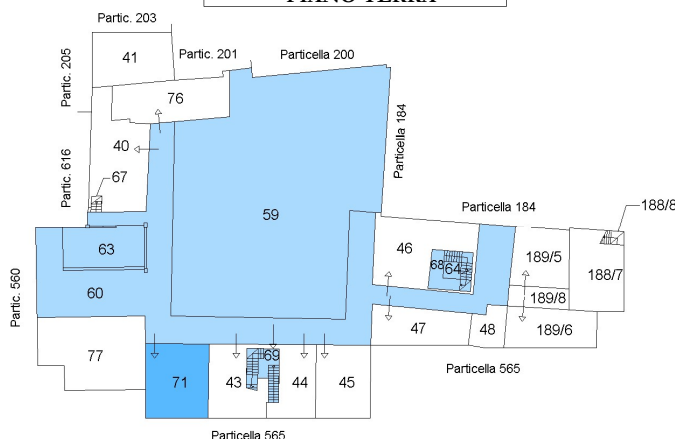 PIANO TERRA
Partic. 203
Partic. 205
41
Partic. 201
Particella 200
76
Particella 184
Partic. 616
40
67
59
Particella 184
188/8
63
46
68
64
189/5
188/7
Partic. 560
60
189/8
47
48
189/6
77
69
71
43
44
45
Particella 565
Particella 565